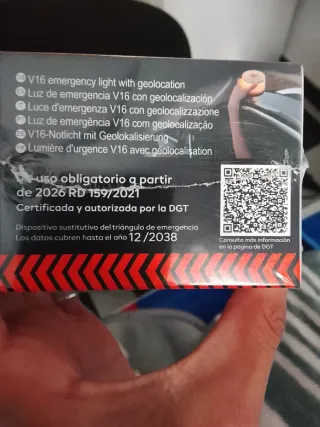 V16 emergency light with geolocation
Luz de emergencia V16 con geolocalización
Luce d'emergenza V16 con geolocalizzazione
Luz de emergência V16 com geolocalização
V16-Notlicht mit Geolokalisierung
Lumière d'urgence V16 avec géolocalisation
De uso obligatorio a partir
de 2026 RD 159/2021
Certificada y autorizada por la DGT
Dispositivo sustitutivo del triángulo de emergencia
Los datos cubren hasta el año 12/2038
Consulta más información
en la página de DGT